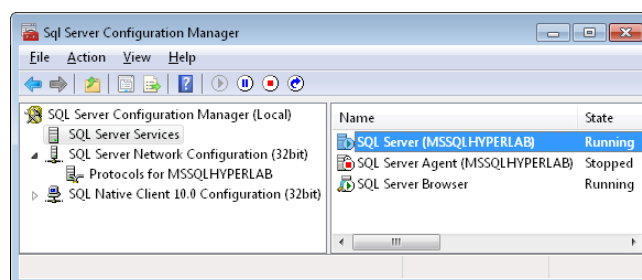 Sql Server Configuration Manager
File Action View Help
SQL Server Configuration Manager (Local)
SQL Server Services
SQL Server Network Configuration (32bit)
Protocols for MSSQLHYPERLAB
SQL Native Client 10.0 Configuration (32bit)
Name State
SQL Server (MSSQLHYPERLAB) Running
SQL Server Agent (MSSQLHYPERLAB) Stopped
SQL Server Browser Running